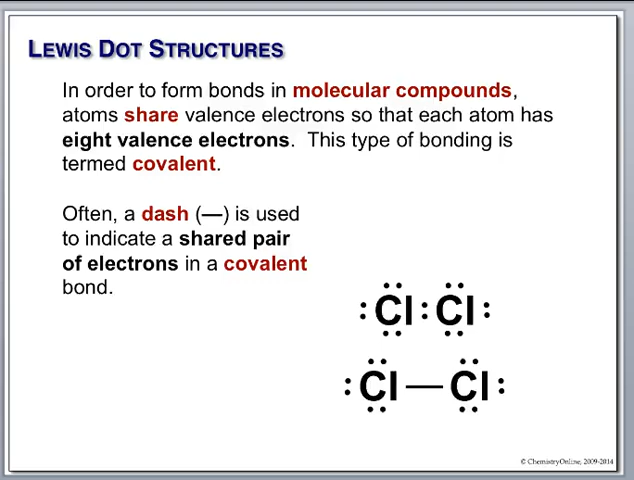 LEWIS DOT STRUCTURES
In order to form bonds in molecular compounds,
atoms share valence electrons so that each atom has
eight valence electrons.  This type of bonding is
termed covalent.
Often, a dash (—) is used
to indicate a shared pair
of electrons in a covalent
bond.
:Cl:Cl:
:Cl—Cl:
© ChemistryOnline, 2009-2014